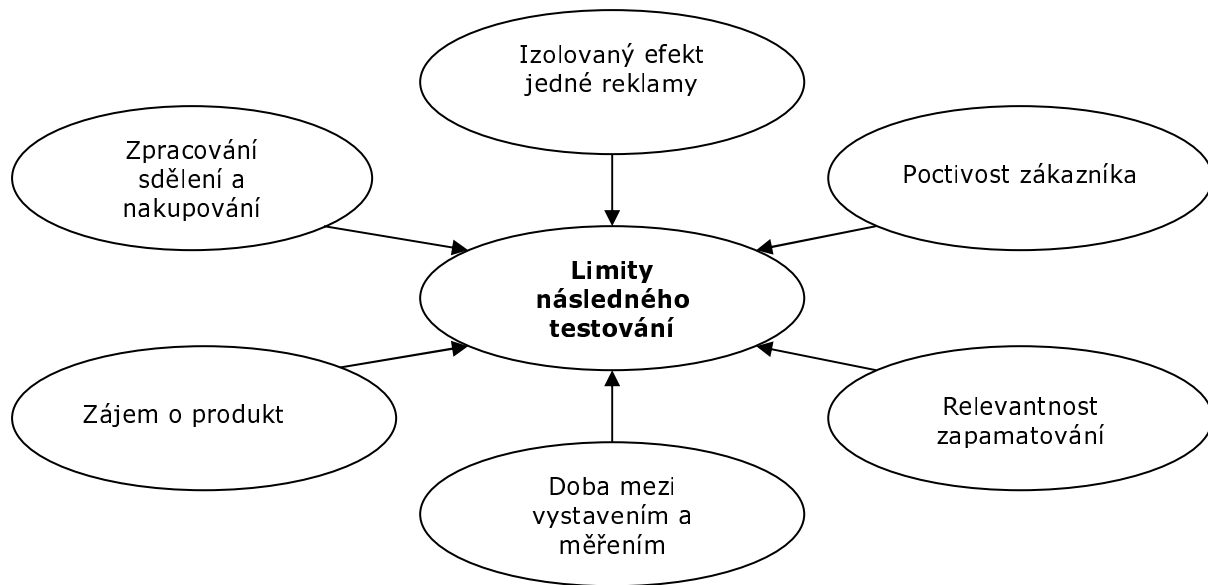 Izolovaný efekt
jedné reklamy
Zpracování
sdělení a
nakupování
Poctivost zákazníka
Limity
následného
testování
Zájem o produkt
Relevantnost
zapamatování
Doba mezi
vystavením a
měřením